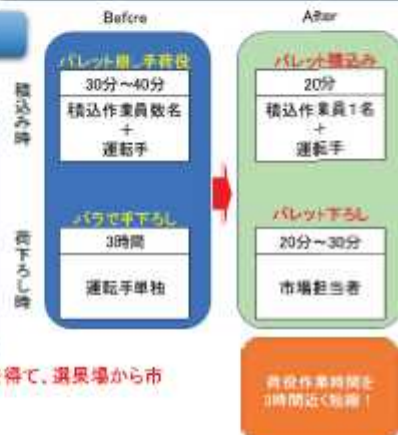 Before
After
積込み時
パレット崩し手荷役
30分~40分
積込作業員数名
+
運転手
パレット積込み
20分
積込作業員1名
+
運転手
荷下ろし時
バラで手下ろし
3時間
運転手単独
パレット下ろし
20分~30分
市場担当者
得て、選果場から市
荷役作業時間を
3時間近く短縮!